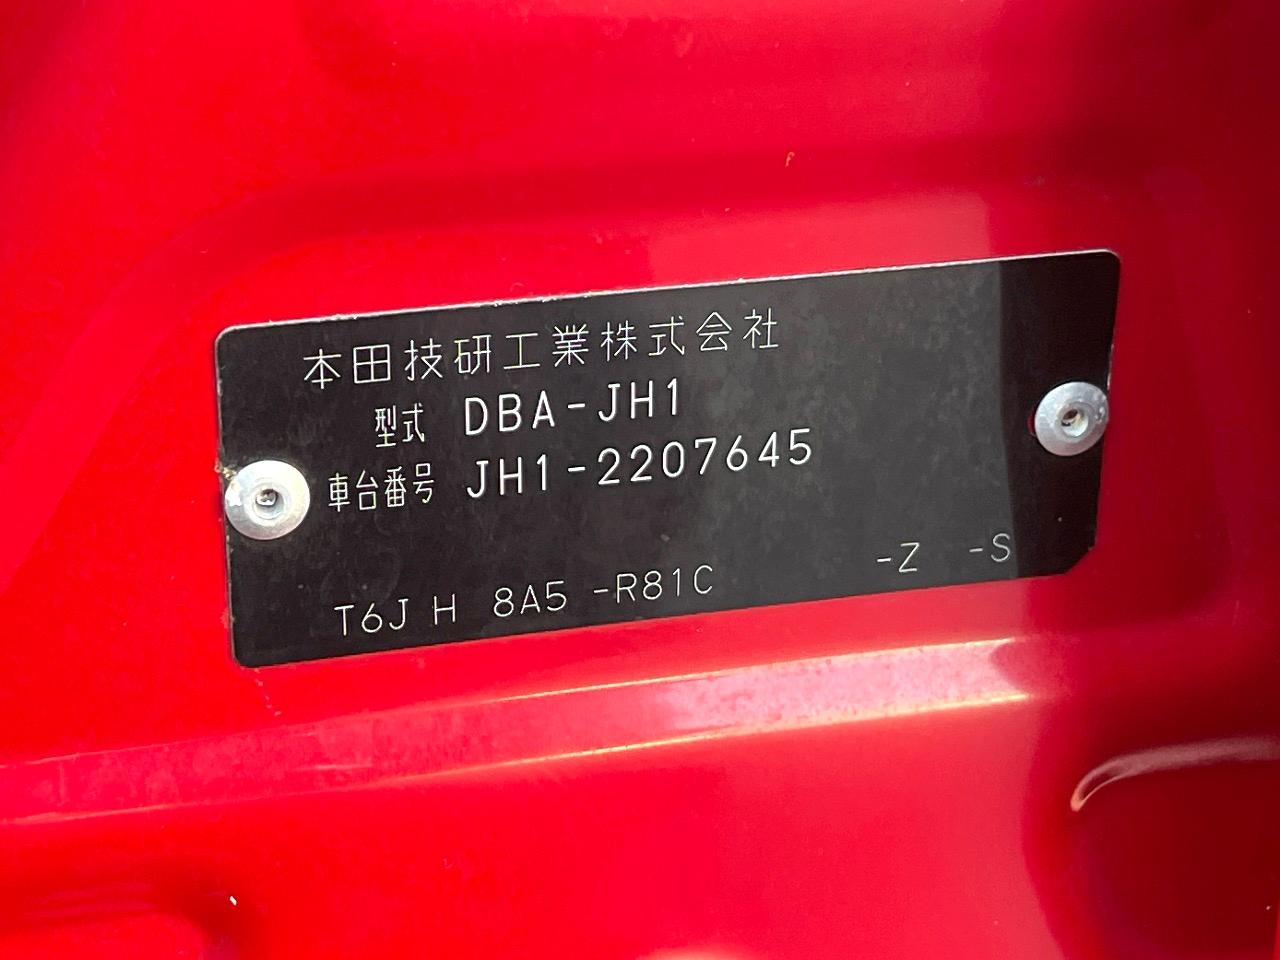 本田技研工業株式会社
型式 DBA-JH1
車台番号 JH1-2207645
T6J H 8A5 -R81C -Z -S